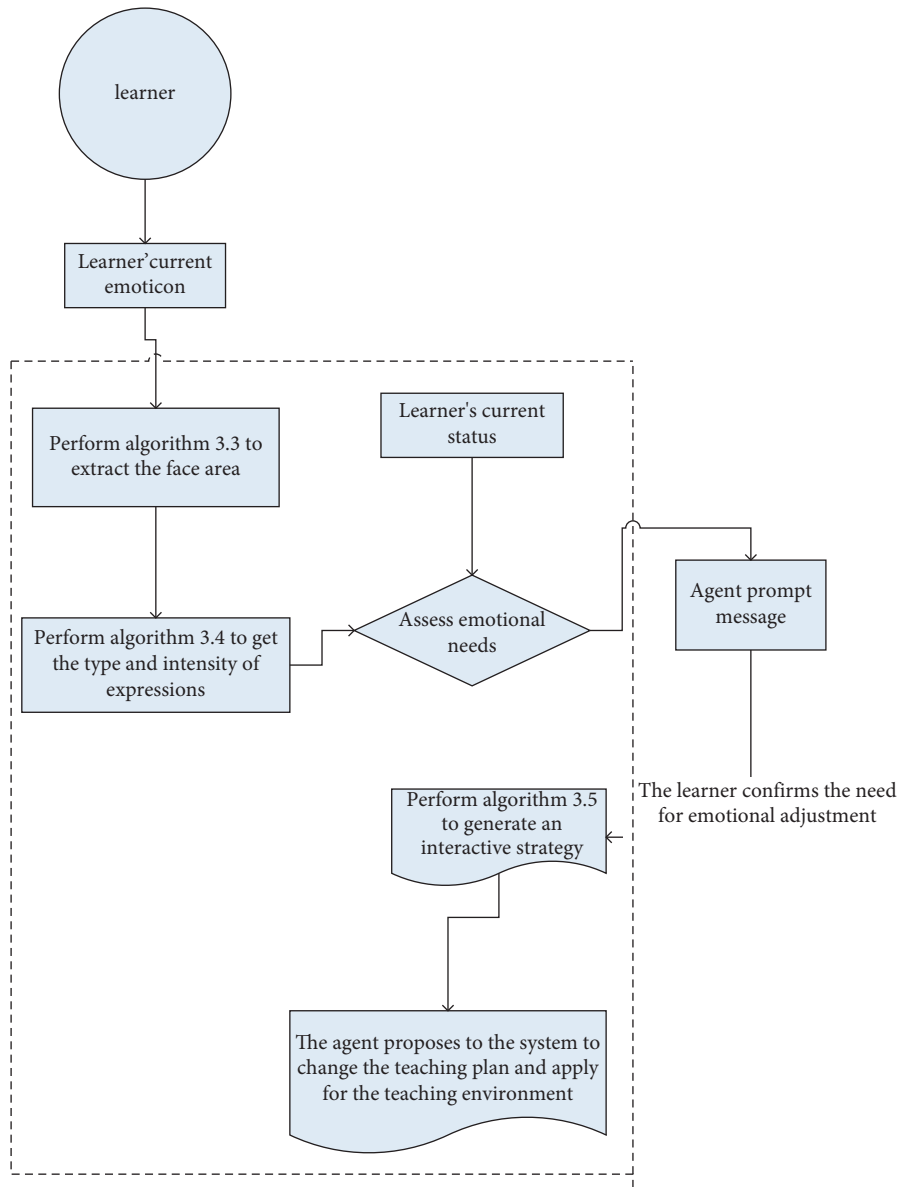 learner
Learner’current
emoticon
Perform algorithm 3.3 to
extract the face area
Learner's current
status
Perform algorithm 3.4 to get
the type and intensity of
expressions
Assess emotional
needs
Agent prompt
message
The learner confirms the need
for emotional adjustment
Perform algorithm 3.5
to generate an
interactive strategy
The agent proposes to the system to
change the teaching plan and apply
for the teaching environment